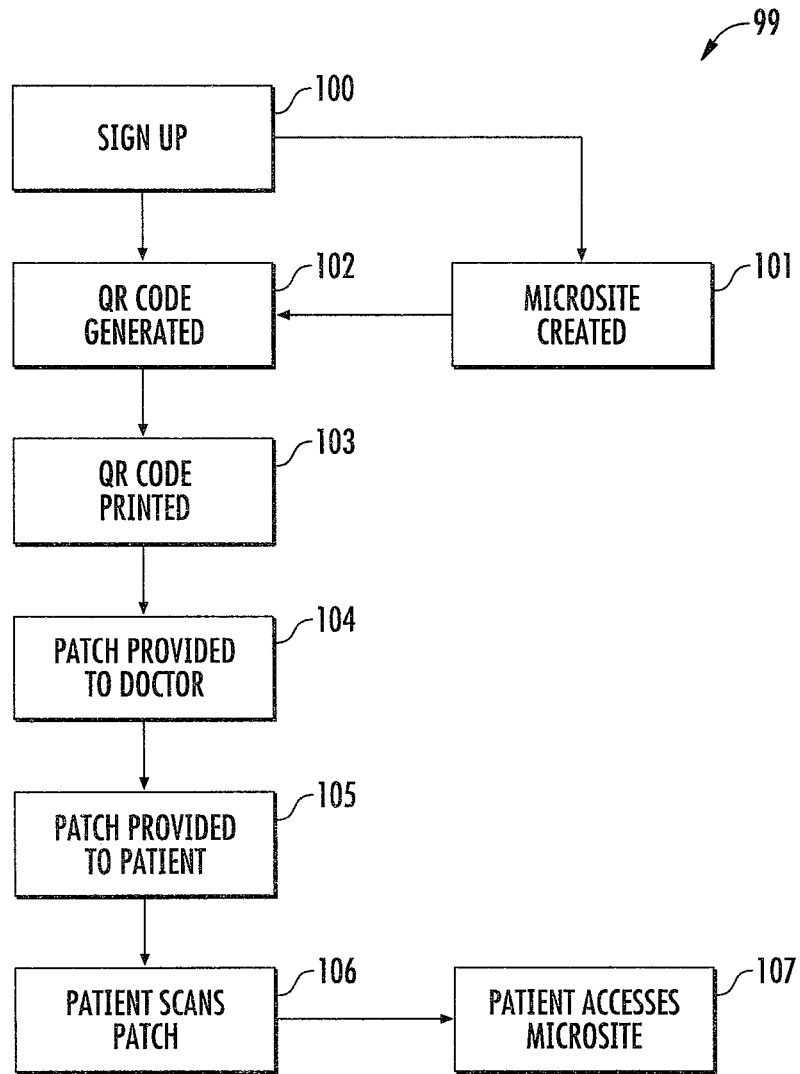 99
100
SIGN UP
102
QR CODE
GENERATED
101
MICROSITE
CREATED
103
QR CODE
PRINTED
104
PATCH PROVIDED
TO DOCTOR
105
PATCH PROVIDED
TO PATIENT
106
PATIENT SCANS
PATCH
107
PATIENT ACCESSES
MICROSITE